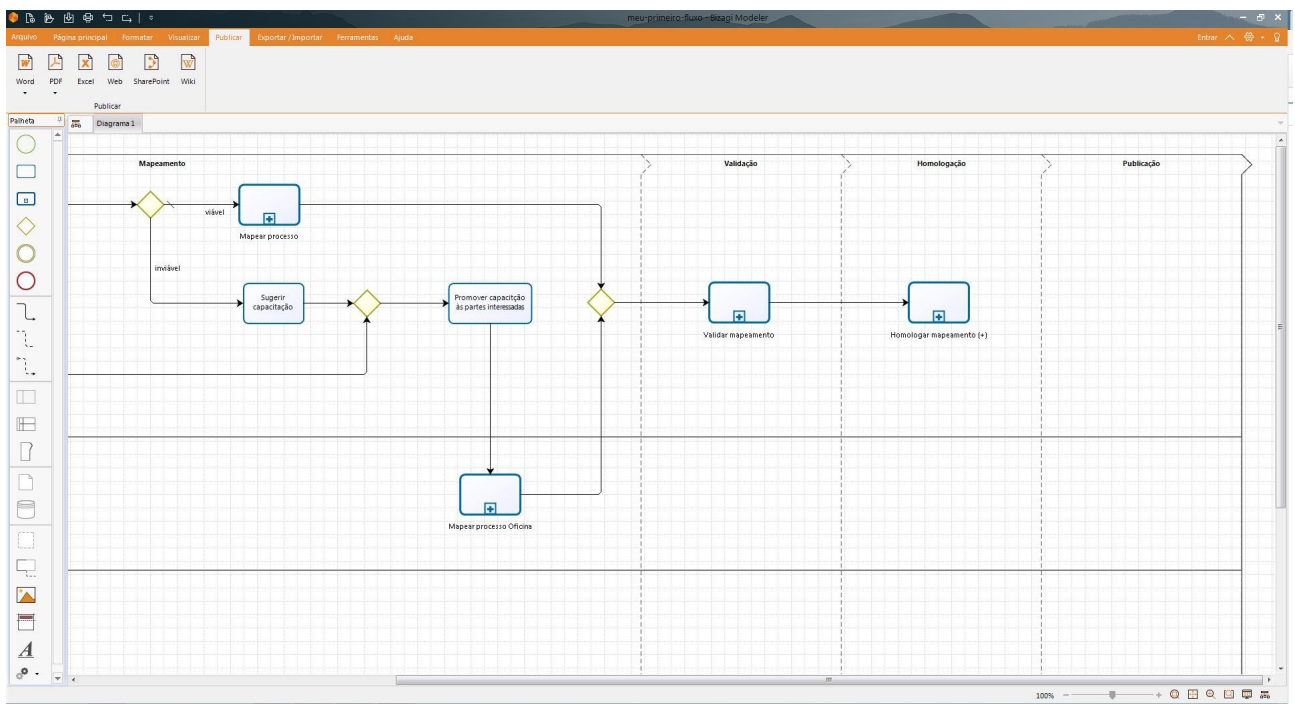 meu-primeiro-fluxo - Bizagi Modeler
Arquivo Página principal Formatar Visualizar Publicar Exportar / Importar Ferramentas Ajuda Entrar
Word PDF Excel Web SharePoint Wiki
Publicar
Palheta Diagrama 1
Mapeamento Validação Homologação Publicação
viável
Mapear processo
inviável
Sugerir
capacitação
Promover capacitção
às partes interessadas
Validar mapeamento
Homologar mapeamento (+)
Mapear processo Oficina
100%